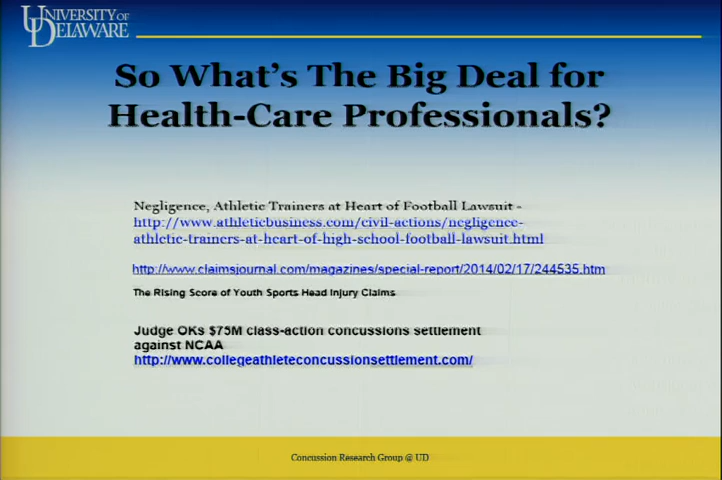 UNIVERSITY OF
DELAWARE
So What's The Big Deal for
Health-Care Professionals?
Negligence, Athletic Trainers at Heart of Football Lawsuit -
http://www.athleticbusiness.com/civil-actions/negligence-
athletic-trainers-at-heart-of-high-school-football-lawsuit.html
http://www.claimsjournal.com/magazines/special-report/2014/02/17/244535.htm
The Rising Score of Youth Sports Head Injury Claims
Judge OKs $75M class-action concussions settlement
against NCAA
http://www.collegeathleteconcussionsettlement.com/
Concussion Research Group @ UD